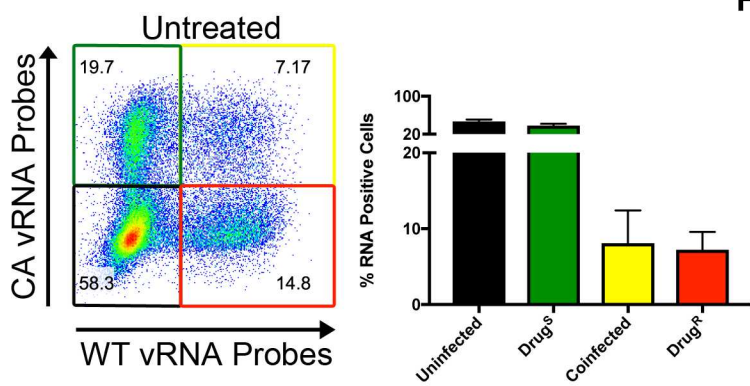 Untreated
CA vRNA Probes
19.7
7.17
58.3
14.8
WT vRNA Probes
% RNA Positive Cells
100
20
20
10
0
Uninfected
Drugˢ
Coinfected
Drugᴿ